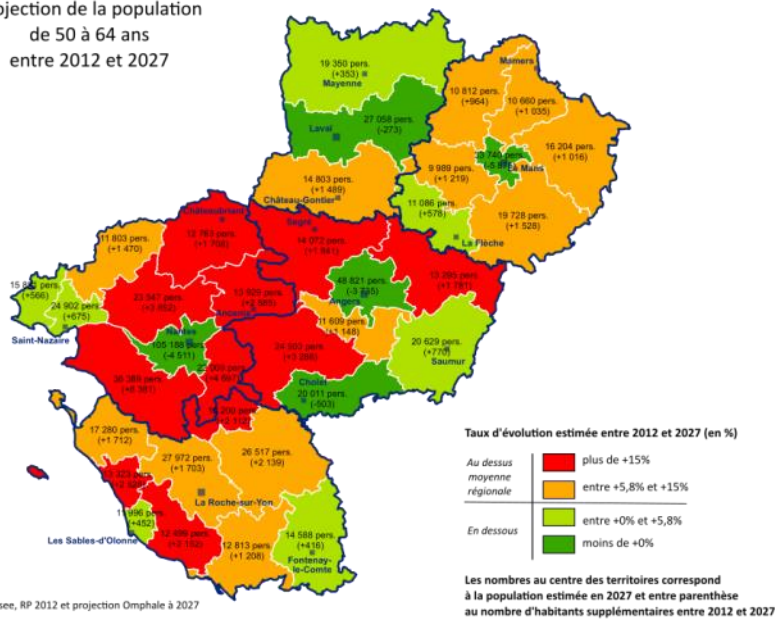 ojection de la population
de 50 à 64 ans
entre 2012 et 2027
19 350 pers.
(+353)
Mayenne
Mamers
10 812 pers.
(+964)
10 660 pers.
(+1 035)
27 058 pers.
(-273)
Laval
16 204 pers.
(+1 016)
Le Mans
9 989 pers.
(+1 219)
14 803 pers.
(+1 489)
Château-Gontier
11 086 pers.
(+578)
19 728 pers.
(+1 528)
La Flèche
Châteaubriant
Segré
11 803 pers.
(+1 470)
48 821 pers.
Angers
(+566)
24 902 pers.
(+675)
Saint-Nazaire
Ancenis
11 609 pers.
Nantes
105 188 pers.
(-4 511)
20 629 pers.
(+770)
Saumur
Cholet
20 011 pers.
(-503)
17 280 pers.
(+1 712)
27 972 pers.
(+1 703)
26 517 pers.
(+2 139)
La Roche-sur-Yon
(+452)
Les Sables-d'Olonne
12 813 pers.
(+1 208)
14 588 pers.
(+416)
Fontenay-
le-Comte
Taux d'évolution estimée entre 2012 et 2027 (en %)
Au dessus
moyenne
régionale
plus de +15%
entre +5,8% et +15%
En dessous
entre +0% et +5,8%
moins de +0%
Les nombres au centre des territoires correspond
à la population estimée en 2027 et entre parenthèse
au nombre d'habitants supplémentaires entre 2012 et 2027
see, RP 2012 et projection Omphale à 2027